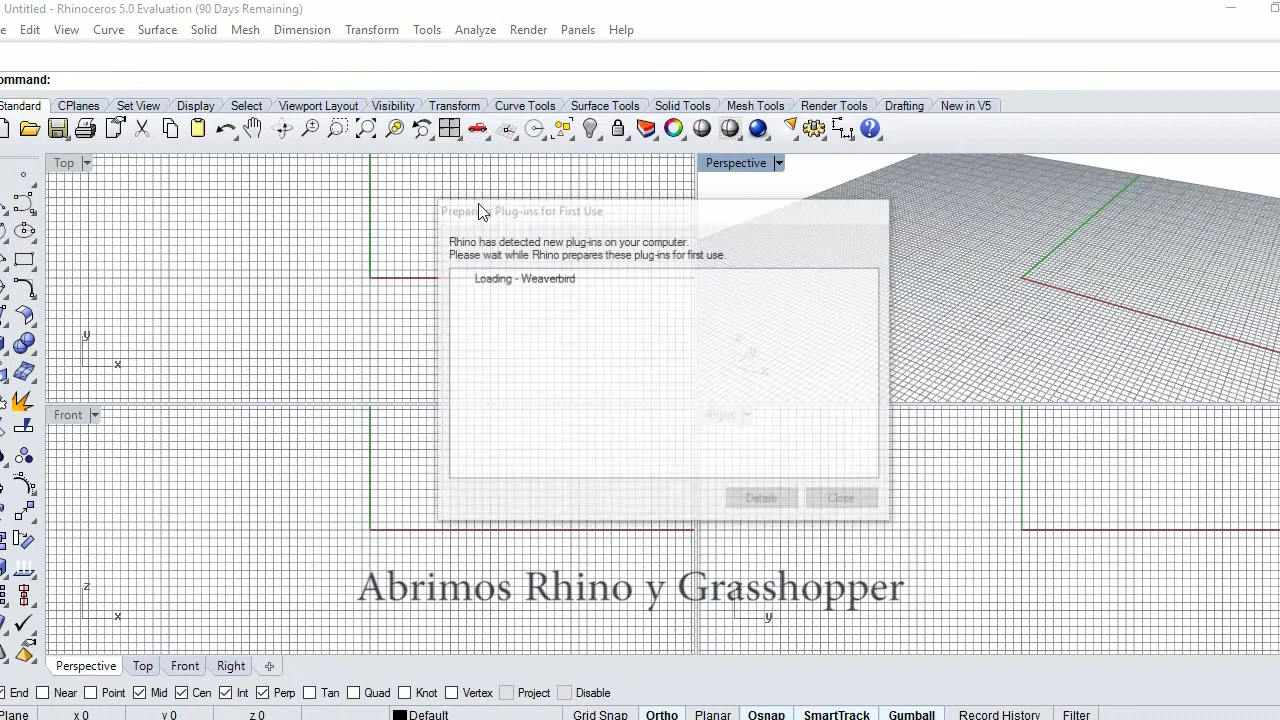 Untitled - Rhinoceros 5.0 Evaluation (90 Days Remaining)
e Edit View Curve Surface Solid Mesh Dimension Transform Tools Analyze Render Panels Help
ommand:
Standard CPlanes Set View Display Select Viewport Layout Visibility Transform Curve Tools Surface Tools Solid Tools Mesh Tools Render Tools Drafting New in V5
Top Perspective
Preparing Plug-ins for First Use
Rhino has detected new plug-ins on your computer.
Please wait while Rhino prepares these plug-ins for first use.
Loading - Weaverbird
y
x
z
y
x
Front Right
Details Close
Abrimos Rhino y Grasshopper
z
x
y
Perspective Top Front Right
End Near Point Mid Cen Int Perp Tan Quad Knot Vertex Project Disable
Plane x 0 y 0 z 0 Default Grid Snap Ortho Planar Osnap SmartTrack Gumball Record History Filter